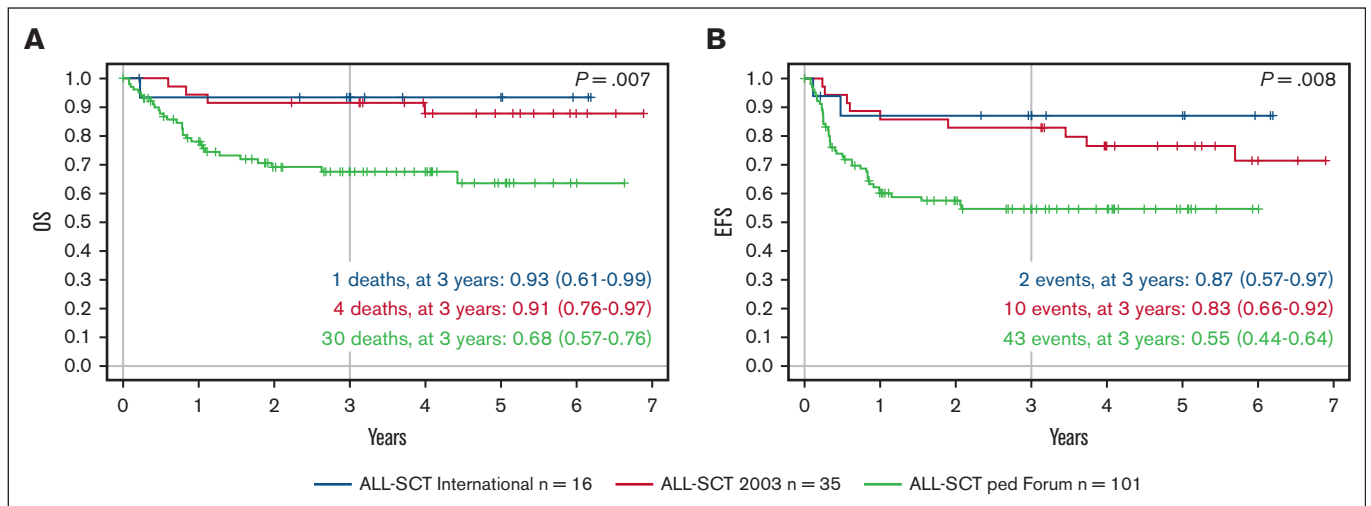 A
B
OS
1.0
0.9
0.8
0.7
0.6
0.5
0.4
0.3
0.2
0.1
0.0
P = .007
1 deaths, at 3 years: 0.93 (0.61-0.99)
4 deaths, at 3 years: 0.91 (0.76-0.97)
30 deaths, at 3 years: 0.68 (0.57-0.76)
0 1 2 3 4 5 6 7
Years
EFS
1.0
0.9
0.8
0.7
0.6
0.5
0.4
0.3
0.2
0.1
0.0
P = .008
2 events, at 3 years: 0.87 (0.57-0.97)
10 events, at 3 years: 0.83 (0.66-0.92)
43 events, at 3 years: 0.55 (0.44-0.64)
0 1 2 3 4 5 6 7
Years
ALL-SCT International n = 16 ALL-SCT 2003 n = 35 ALL-SCT ped Forum n = 101